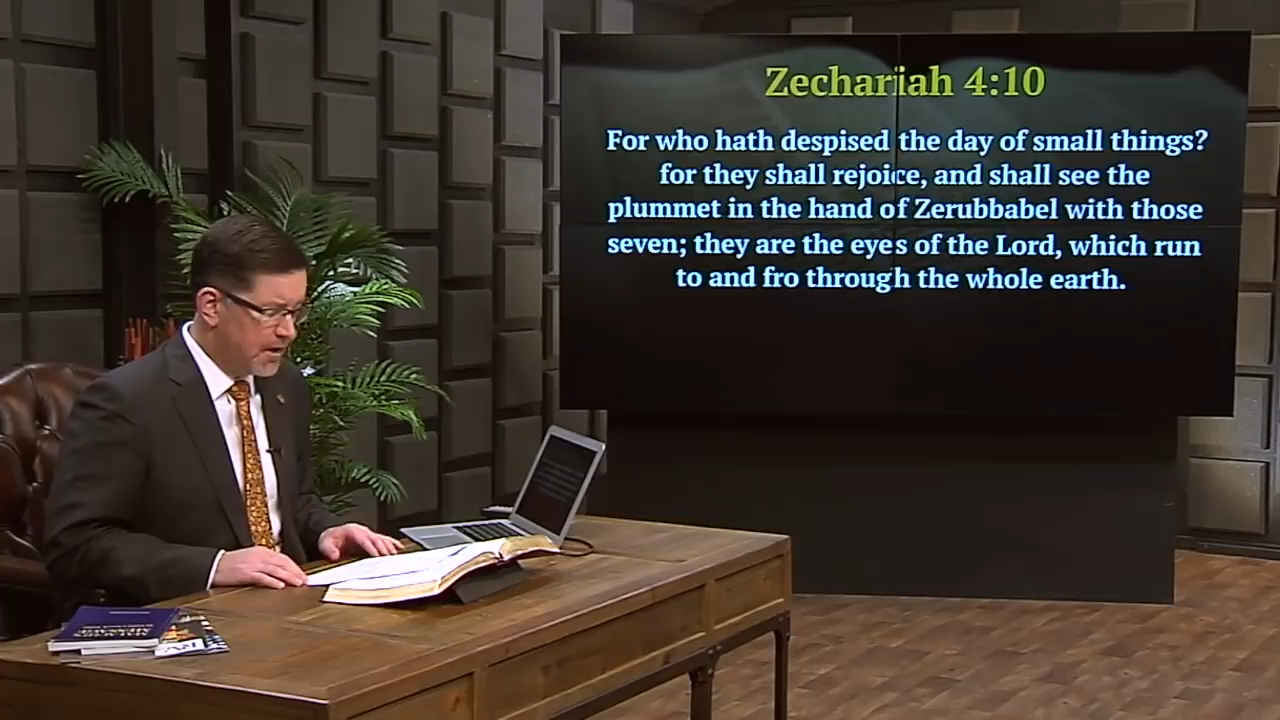 Zechariah 4:10
For who hath despised the day of small things?
for they shall rejoice, and shall see the
plummet in the hand of Zerubbabel with those
seven; they are the eyes of the Lord, which run
to and fro through the whole earth.